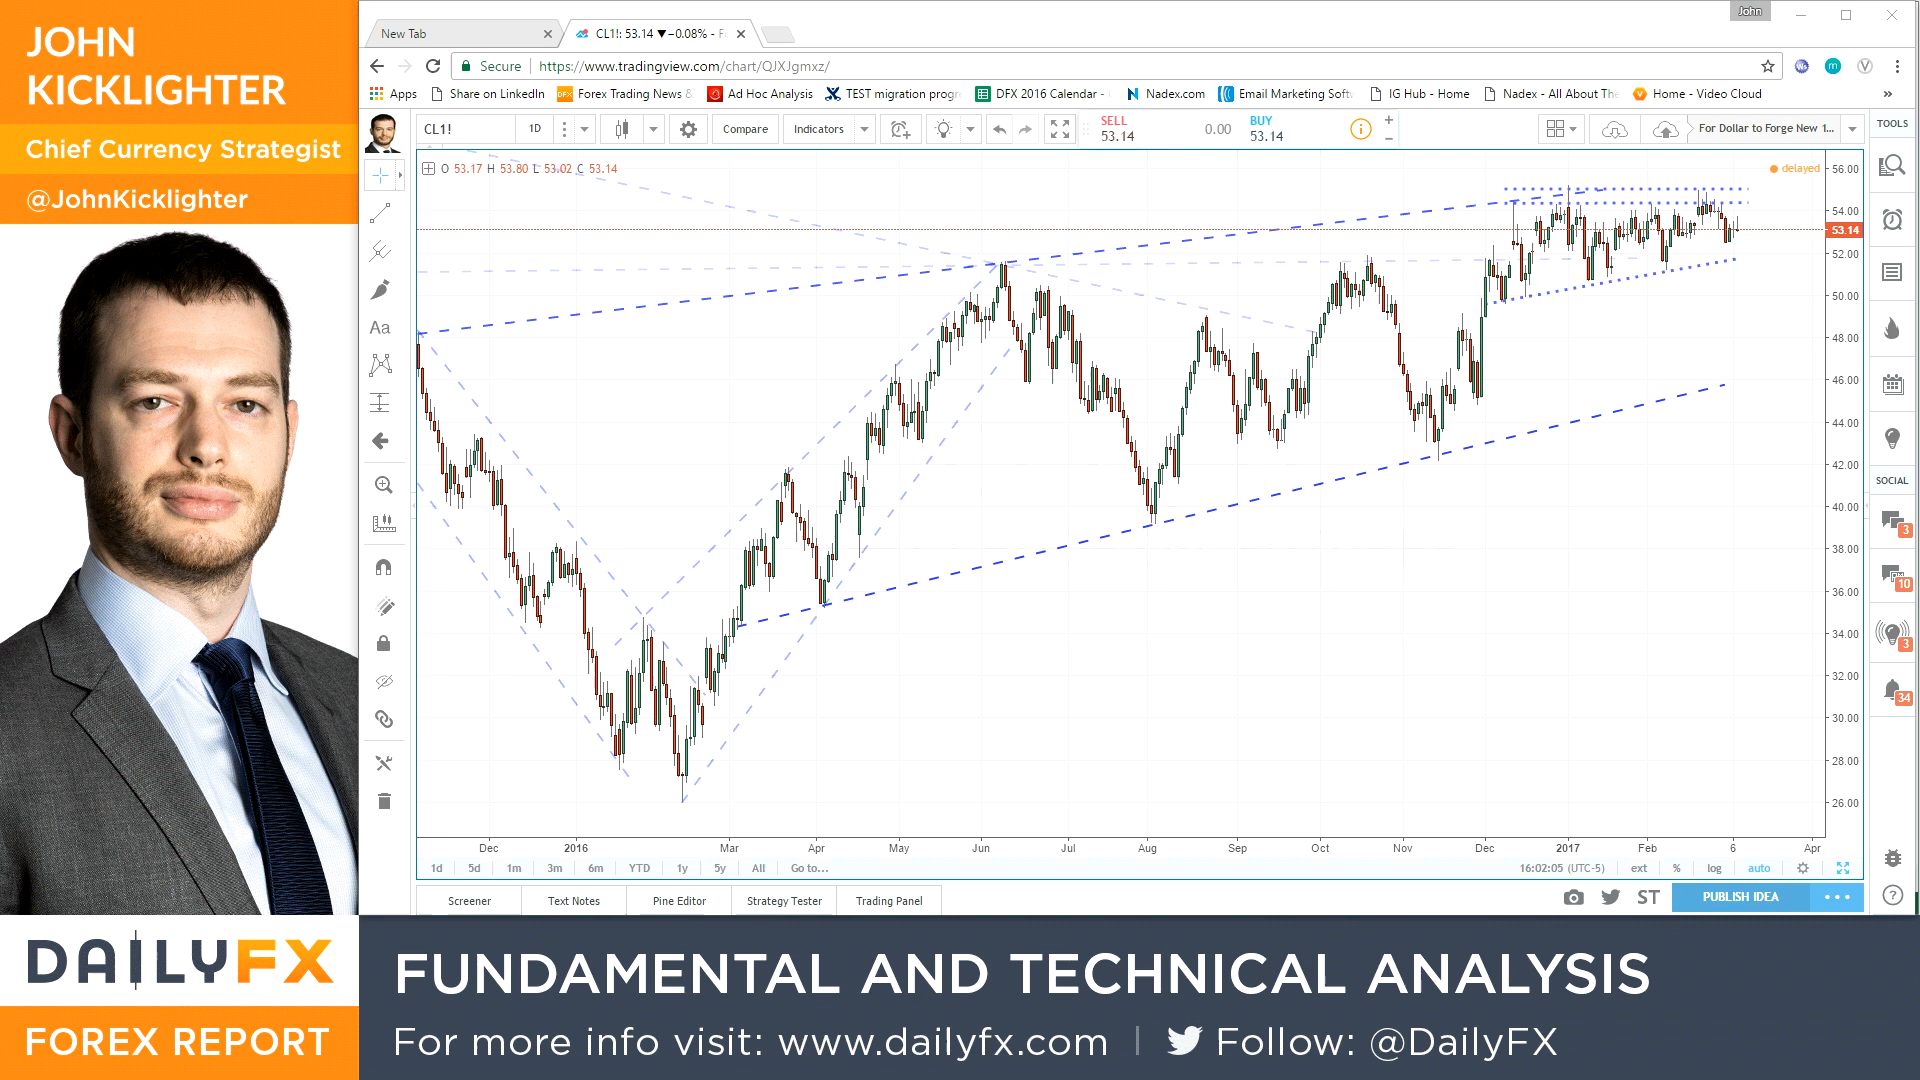 JOHN
KICKLIGHTER
Chief Currency Strategist
@JohnKicklighter
John
New Tab
CL1!: 53.14 ▼−0.08% - F
Secure | https://www.tradingview.com/chart/QJXJgmxz/
Apps Share on LinkedIn Forex Trading News & Ad Hoc Analysis TEST migration progr DFX 2016 Calendar - Nadex.com Email Marketing Soft IG Hub - Home Nadex - All About The Home - Video Cloud »
CL1! 1D Compare Indicators SELL 53.14 0.00 BUY 53.14 For Dollar to Forge New 1... TOOLS
O 53.17 H 53.80 L 53.02 C 53.14
delayed
56.00
54.00
53.14
52.00
50.00
48.00
46.00
44.00
42.00
40.00
38.00
36.00
34.00
32.00
30.00
28.00
26.00
Aa
SOCIAL
3
10
3
34
Dec 2016 Mar Apr May Jun Jul Aug Sep Oct Nov Dec 2017 Feb 6 Apr
1d 5d 1m 3m 6m YTD 1y 5y All Go to... 16:02:05 (UTC-5) ext % log auto
Screener Text Notes Pine Editor Strategy Tester Trading Panel ST PUBLISH IDEA
DAILYFX
FOREX REPORT
FUNDAMENTAL AND TECHNICAL ANALYSIS
For more info visit: www.dailyfx.com | Follow: @DailyFX